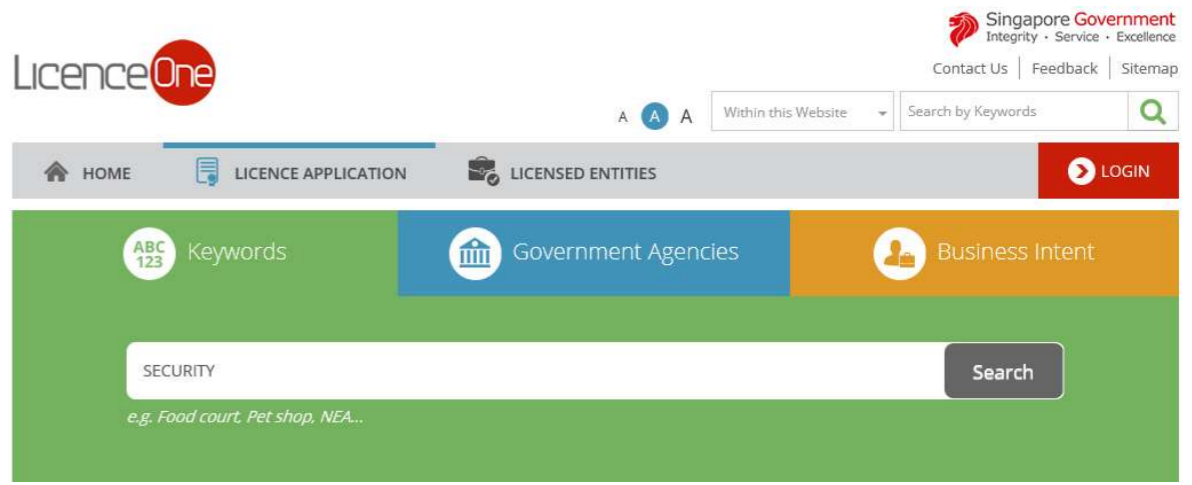 Singapore Government
Integrity · Service · Excellence
LicenceOne
Contact Us | Feedback | Sitemap
A A A Within this Website Search by Keywords
HOME LICENCE APPLICATION LICENSED ENTITIES LOGIN
ABC 123 Keywords Government Agencies Business Intent
SECURITY Search
e.g. Food court, Pet shop, NEA...